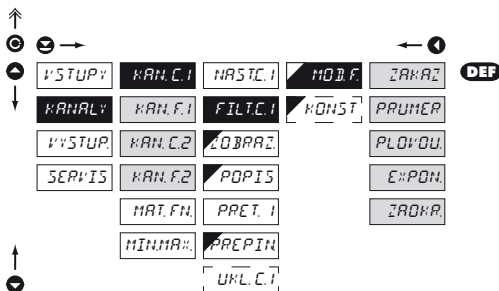 VSTUPY KAN. C.1 NAST.C.1 MOD.F. ZAKAZ DEF
KANALY KAN. F.1 FILT.C.1 KONST PRUMER
VYSTUP. KAN. C.2 ZOBRAZ. PLOVOU.
SERVIS KAN. F.2 POPIS EXPON.
MAT. FN. PRET. 1 ZAOKR.
MIN.MAX. PREPIN.
UKL. C.1